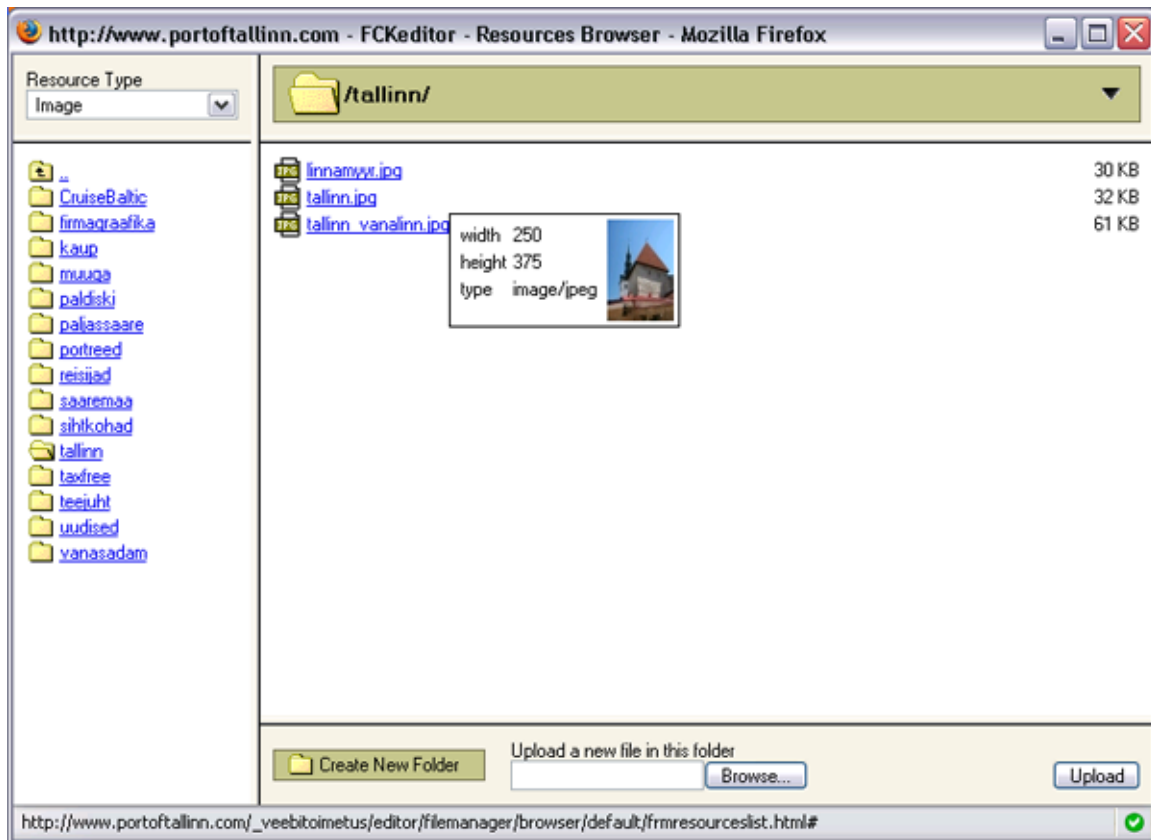 http://www.portoftallinn.com - FCKeditor - Resources Browser - Mozilla Firefox
Resource Type
Image
/tallinn/
..
CruiseBaltic
firmagraafika
kaup
muuga
paldiski
paljassaare
portreed
reisijad
saaremaa
sihtkohad
tallinn
taxfree
teejuht
uudised
vanasadam
linnamyyr.jpg 30 KB
tallinn.jpg 32 KB
tallinn_vanalinn.jpg 61 KB
width 250
height 375
type image/jpeg
Create New Folder
Upload a new file in this folder
Browse...
Upload
http://www.portoftallinn.com/_veebitoimetus/editor/filemanager/browser/default/frmresourceslist.html#